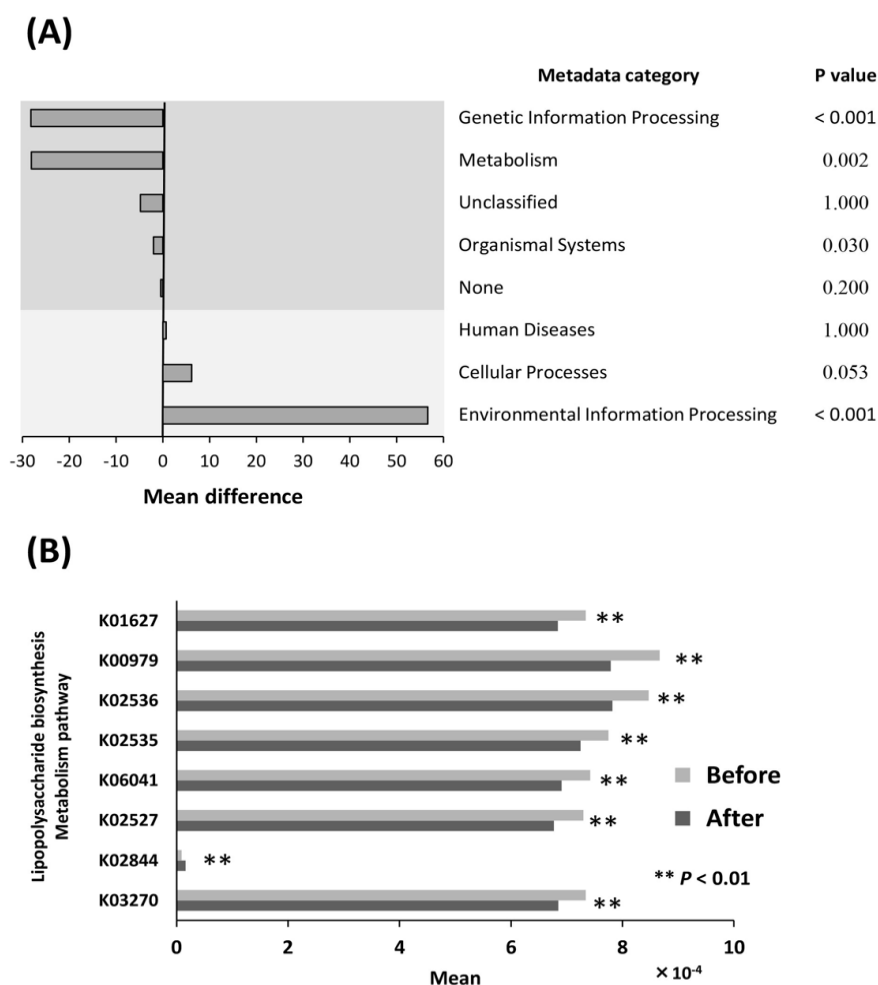 (A)
Metadata category P value
Genetic Information Processing < 0.001
Metabolism 0.002
Unclassified 1.000
Organismal Systems 0.030
None 0.200
Human Diseases 1.000
Cellular Processes 0.053
Environmental Information Processing < 0.001
-30 -20 -10 0 10 20 30 40 50 60
Mean difference
(B)
Lipopolysaccharide biosynthesis
Metabolism pathway
K01627 **
K00979 **
K02536 **
K02535 **
K06041 **
K02527 **
K02844 **
K03270 **
Before
After
** P < 0.01
0 2 4 6 8 10
Mean
×10-4